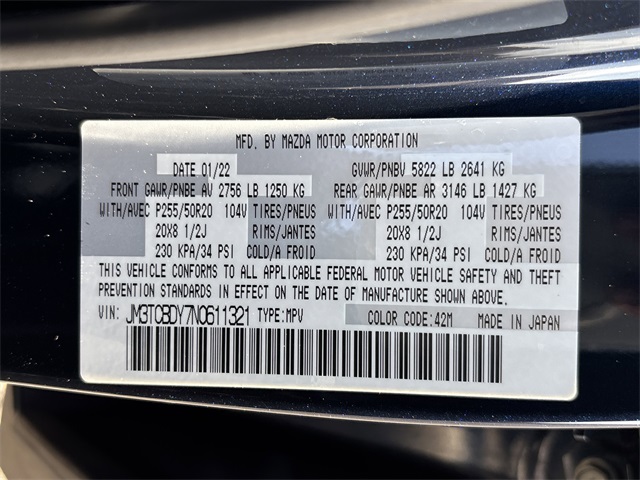 MFD. BY MAZDA MOTOR CORPORATION
DATE 01/22 GVWR/PNBV 5822 LB 2641 KG
FRONT GAWR/PNBE AV 2756 LB 1250 KG REAR GAWR/PNBE AR 3146 LB 1427 KG
WITH/AVEC P255/50R20 104V TIRES/PNEUS WITH/AVEC P255/50R20 104V TIRES/PNEUS
20X8 1/2J RIMS/JANTES 20X8 1/2J RIMS/JANTES
230 KPA/34 PSI COLD/A FROID 230 KPA/34 PSI COLD/A FROID
THIS VEHICLE CONFORMS TO ALL APPLICABLE FEDERAL MOTOR VEHICLE SAFETY AND THEFT
PREVENTION STANDARDS IN EFFECT ON THE DATE OF MANUFACTURE SHOWN ABOVE.
VIN: JM3TCBDY7N0611321 TYPE:MPV COLOR CODE:42M MADE IN JAPAN